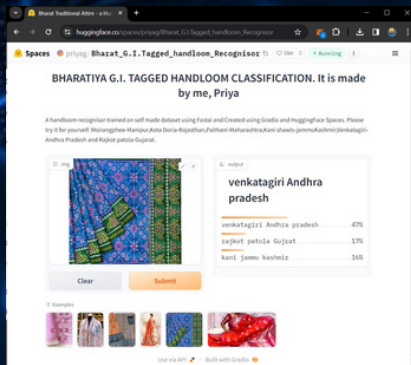 Bharat Traditional Attire - a Hu
huggingface.co/spaces/priyag/Bharat_G.I.Tagged_handloom_Recognisor
Spaces priyag/Bharat_G.I.Tagged_handloom_Recognisor like 0 Running
BHARATIYA G.I. TAGGED HANDLOOM CLASSIFICATION. It is made
by me, Priya
A handloom recognisor trained on self made dataset using Fastai and Created using Gradio and HuggingFace Spaces. Please
try it for yourself: Moirangphee-Manipur,Kota Doria-Rajasthan,Paithani-Maharashtra,Kani shawls-jammuKashmir,Venkatagiri-
Andhra Pradesh and Rajkot patola-Gujarat.
img
output
venkatagiri Andhra
pradesh
venkatagiri Andhra pradesh 47%
rajkot patola Gujrat 17%
kani jammu kashmir 16%
Clear
Submit
Examples
Use via API
Built with Gradio